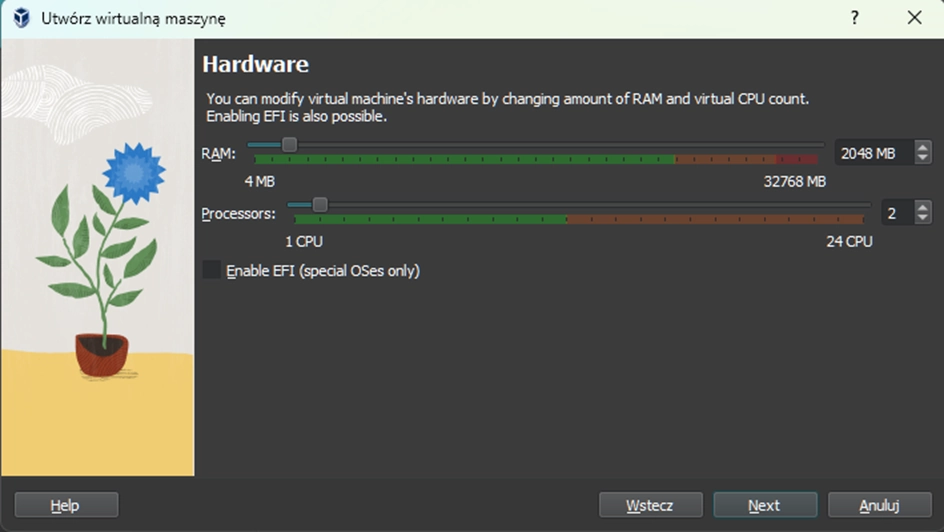 Utwórz wirtualną maszynę
?
Hardware
You can modify virtual machine's hardware by changing amount of RAM and virtual CPU count.
Enabling EFI is also possible.
RAM:
2048 MB
4 MB
32768 MB
Processors:
2
1 CPU
24 CPU
Enable EFI (special OSes only)
Help
Wstecz
Next
Anuluj